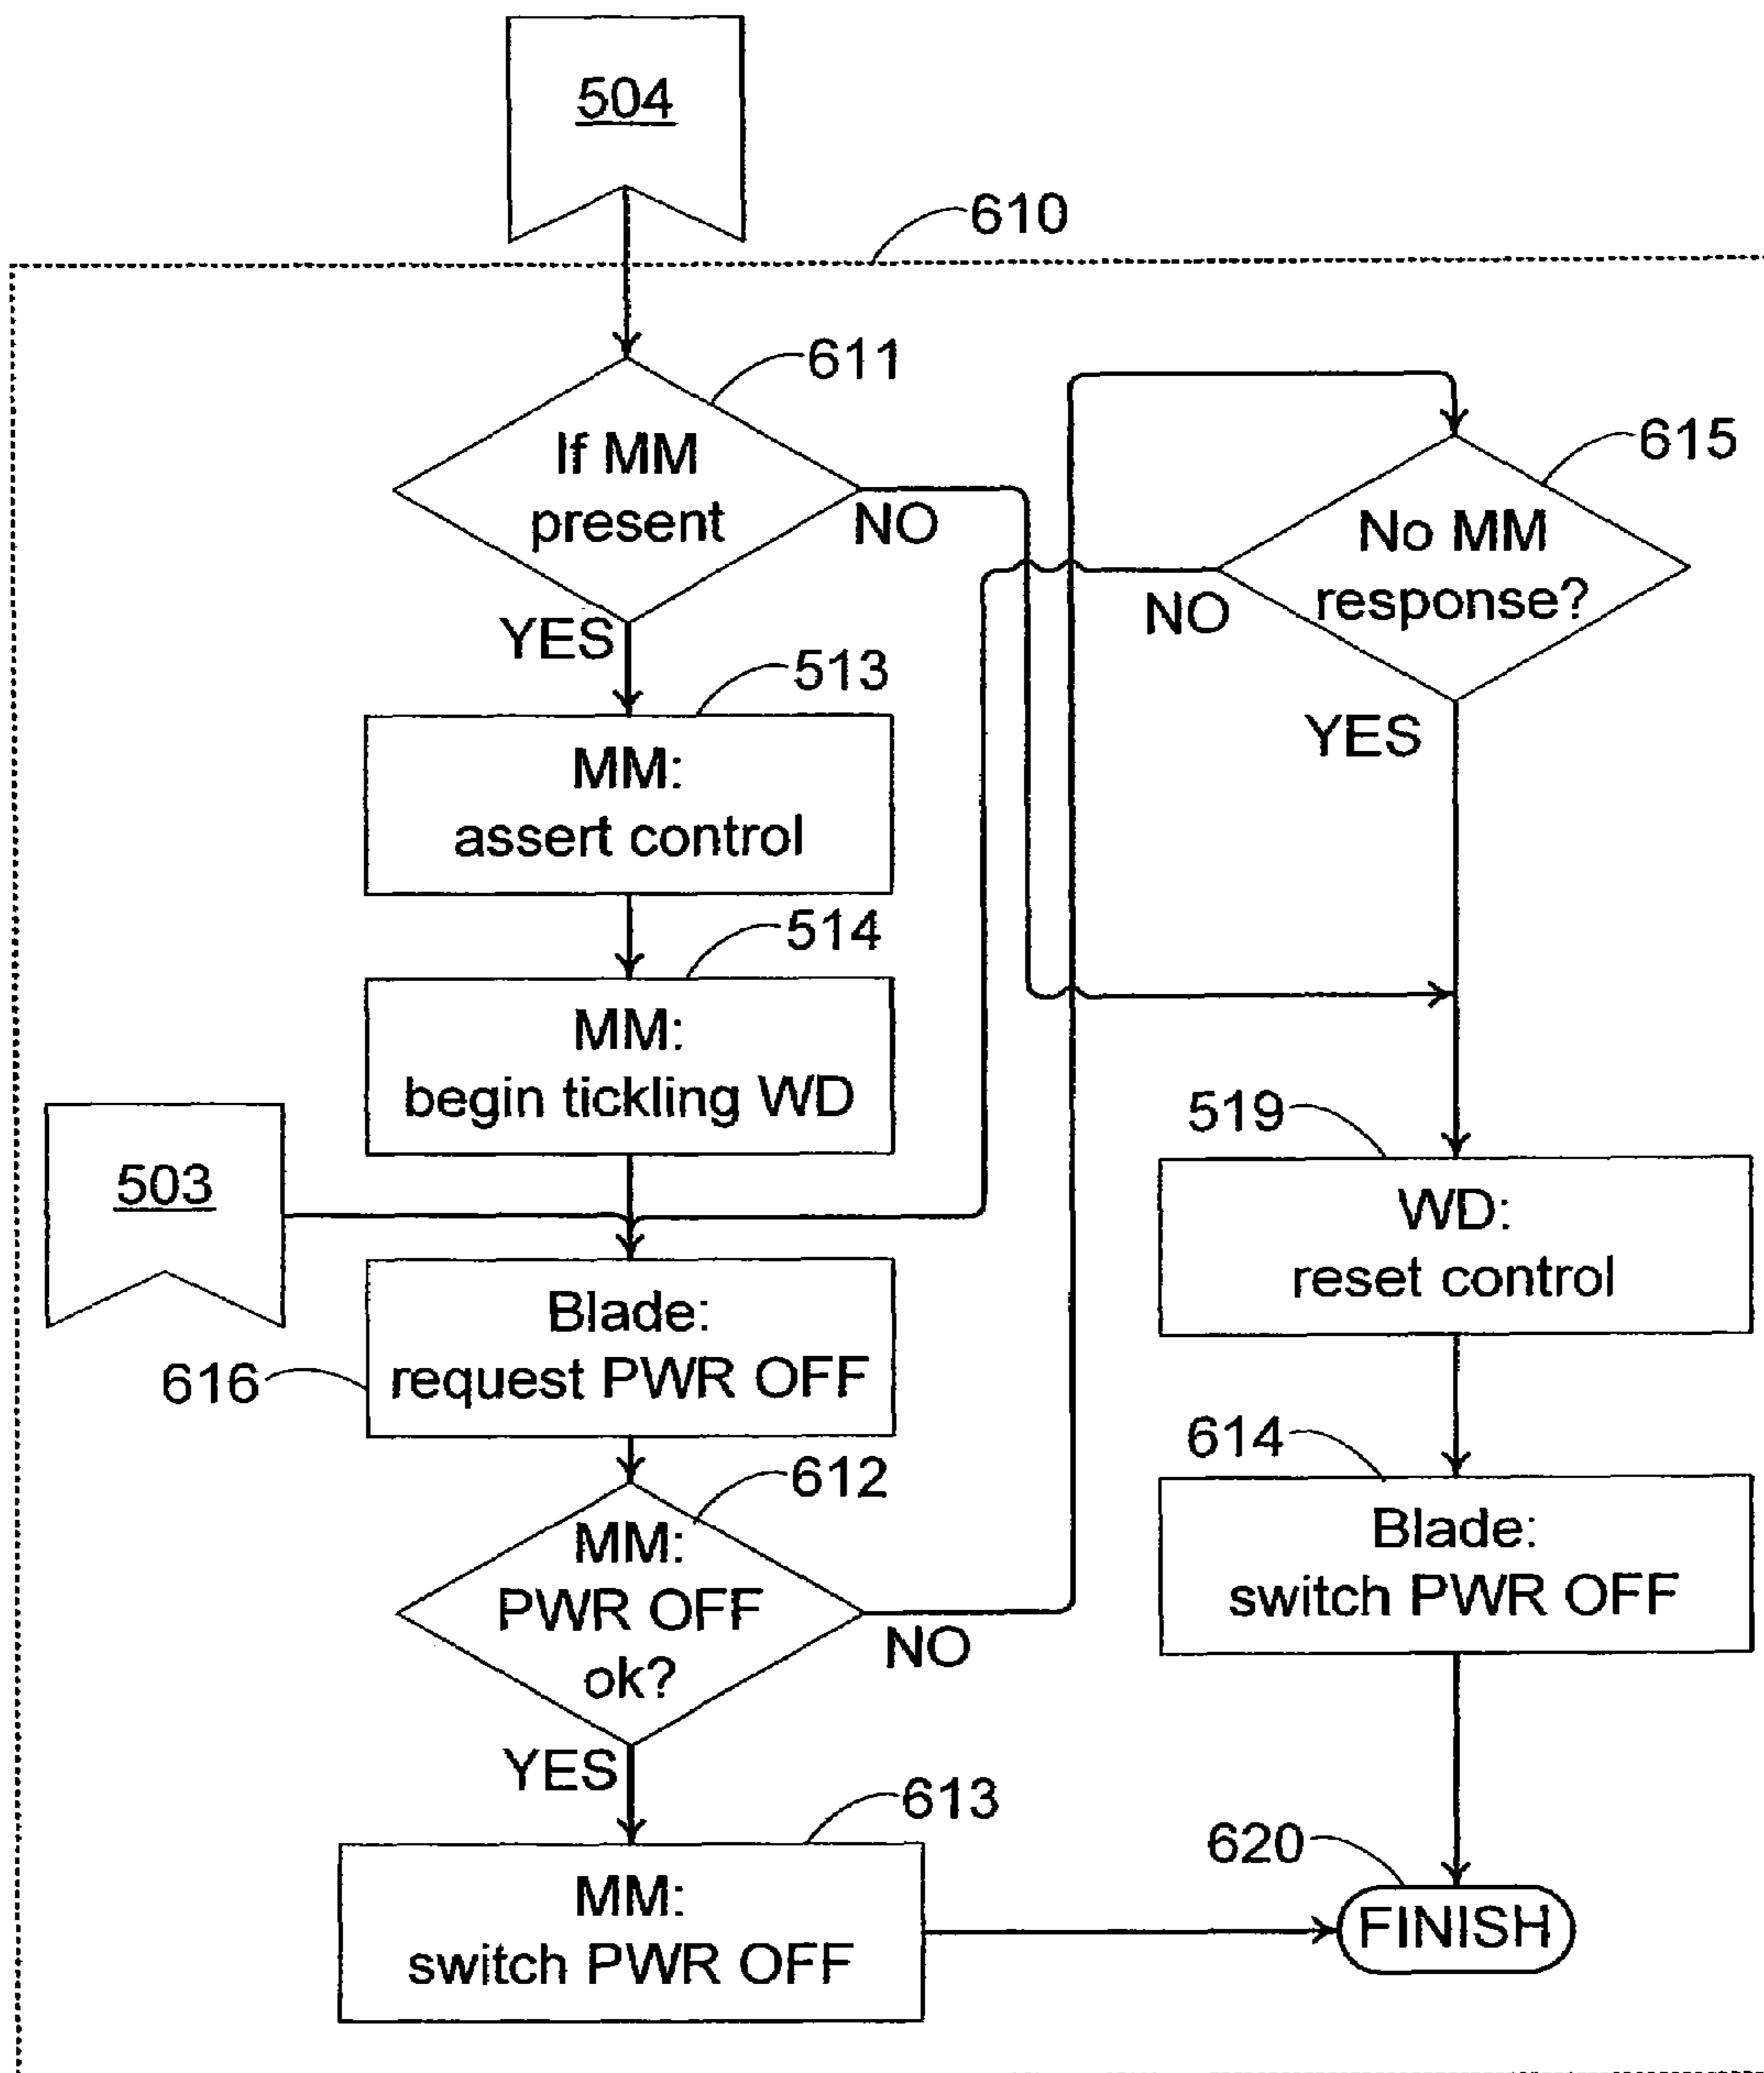 504
610
611
If MM
present
NO
YES
615
No MM
response?
NO
YES
513
MM:
assert control
514
MM:
begin tickling WD
503
519
WD:
reset control
Blade:
request PWR OFF
616
614
Blade:
switch PWR OFF
612
MM:
PWR OFF
ok?
NO
YES
613
MM:
switch PWR OFF
620
FINISH